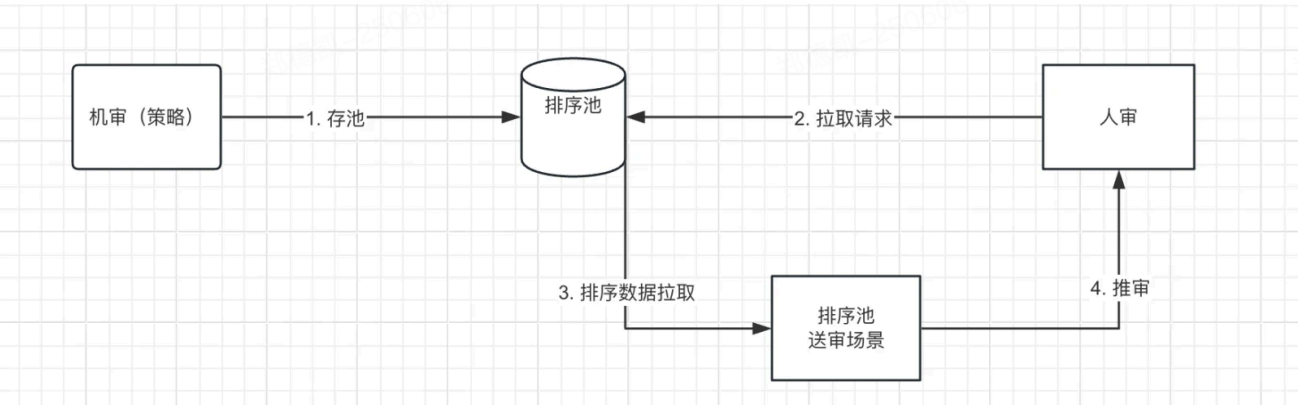 机审（策略）
1. 存池
排序池
2. 拉取请求
人审
3. 排序数据拉取
排序池
送审场景
4. 推审